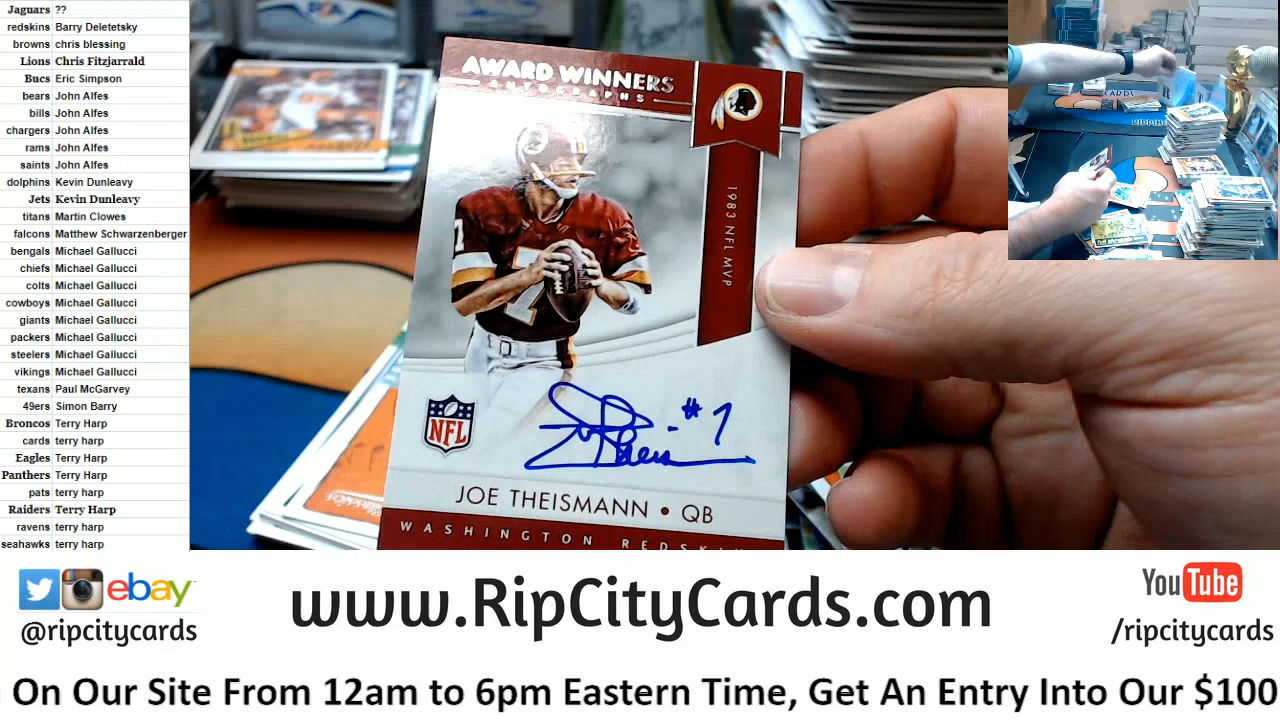 Jaguars ??
redskins Barry Deletetsky
browns chris blessing
Lions Chris Fitzjarrald
Bucs Eric Simpson
bears John Alfes
bills John Alfes
chargers John Alfes
rams John Alfes
saints John Alfes
dolphins Kevin Dunleavy
Jets Kevin Dunleavy
titans Martin Clowes
falcons Matthew Schwarzenberger
bengals Michael Gallucci
chiefs Michael Gallucci
colts Michael Gallucci
cowboys Michael Gallucci
giants Michael Gallucci
packers Michael Gallucci
steelers Michael Gallucci
vikings Michael Gallucci
texans Paul McGarvey
49ers Simon Barry
Broncos Terry Harp
cards terry harp
Eagles Terry Harp
Panthers Terry Harp
pats terry harp
Raiders Terry Harp
ravens terry harp
seahawks terry harp
AWARD WINNERS
AUTOGRAPHS
1983 NFL MVP
7
NFL
#7
JOE THEISMANN • QB
WASHINGTON
CARDS
ebay
@ripcitycards
www.RipCityCards.com
YouTube
/ripcitycards
On Our Site From 12am to 6pm Eastern Time, Get An Entry Into Our $100